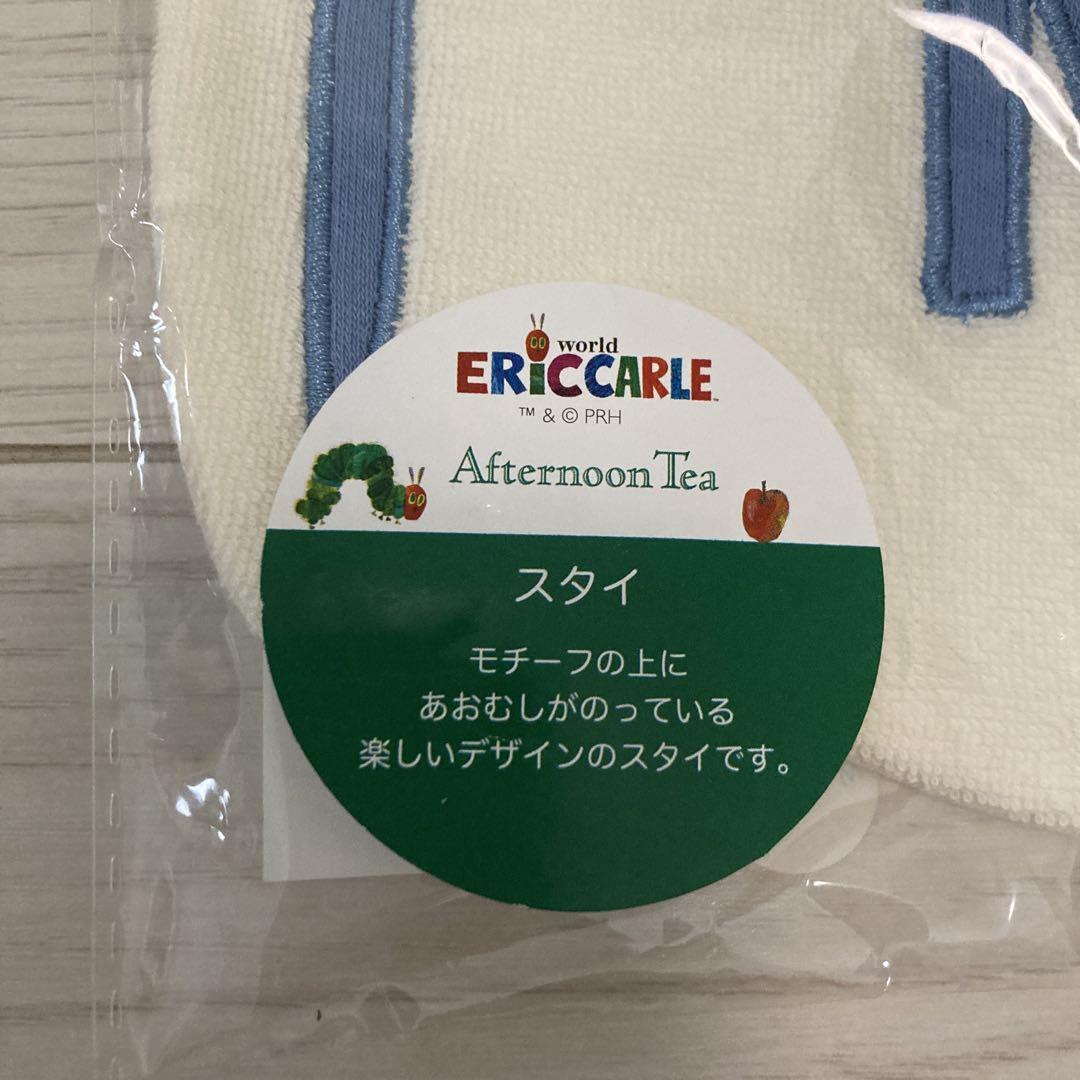 world
ERIC CARLE™
™ & © PRH
Afternoon Tea
スタイ
モチーフの上に
あおむしがのっている
楽しいデザインのスタイです。